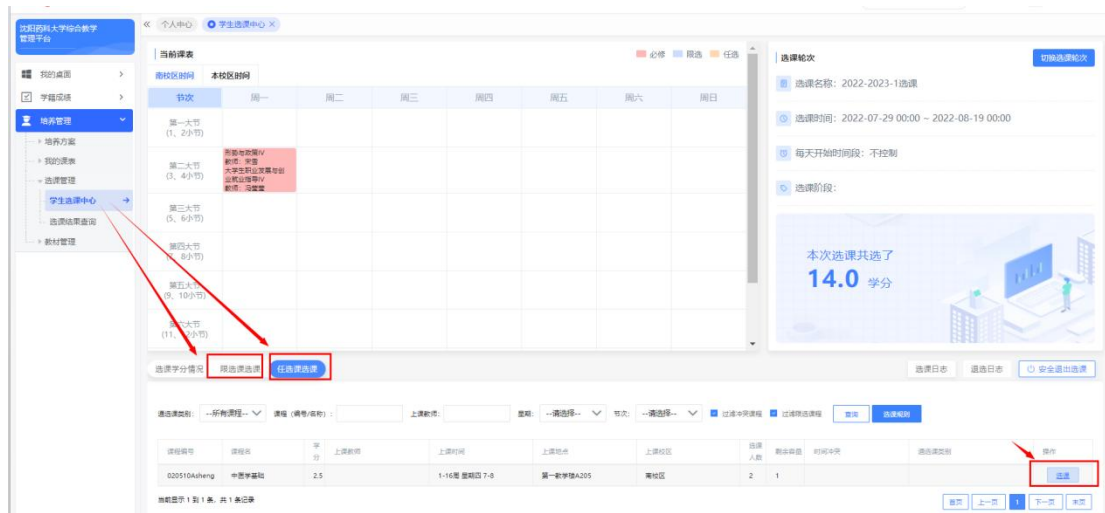 沈阳药科大学综合教学
管理平台
« 个人中心 学生选课中心 ×
我的桌面
学籍成绩
培养管理
培养方案
我的课表
选课管理
学生选课中心
选课结果查询
教材管理
当前课表 必修 限选 任选
南校区时间 本校区时间
节次 周一 周二 周三 周四 周五 周六 周日
第一大节
(1、2小节)
第二大节
(3、4小节)
形势与政策IV
教师：宋雪
大学生职业发展与创
业就业指导IV
教师：马莹莹
第三大节
(5、6小节)
第四大节
8小节)
第五大节
(9、10小节)
第六大节
(11、12小节)
选课轮次 切换选课轮次
选课名称：2022-2023-1选课
选课时间：2022-07-29 00:00 ~ 2022-08-19 00:00
每天开始时间段：不控制
选课阶段：
本次选课共选了
14.0 学分
选课学分情况 限选课选课 任选课选课 选课日志 退选日志 安全退出选课
通选课类别：--所有课程-- 课程（编号/名称）： 上课教师： 星期：--请选择-- 节次：--请选择-- 过滤冲突课程 过滤限选课程 查询 选课规则
课程编号 课程名 学分 上课教师 上课时间 上课地点 上课校区 选课人数 剩余容量 时间冲突 通选课类别 操作
020510Asheng 中医学基础 2.5 1-16周 星期四 7-8 第一教学楼A205 南校区 2 1 选课
当前显示 1 到 1 条，共 1 条记录 首页 上一页 1 下一页 末页